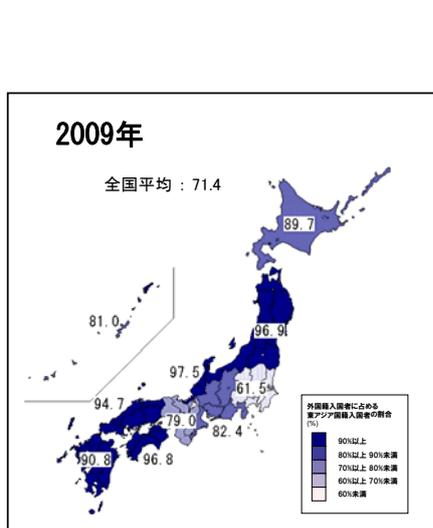 2009年
全国平均 : 71.4
89.7
81.0
96.9
97.5
61.5
94.7
79.0
82.4
90.8
96.8
外国籍入国者に占める
東アジア国籍入国者の割合
(%)
90%以上
80%以上 90%未満
70%以上 80%未満
60%以上 70%未満
60%未満